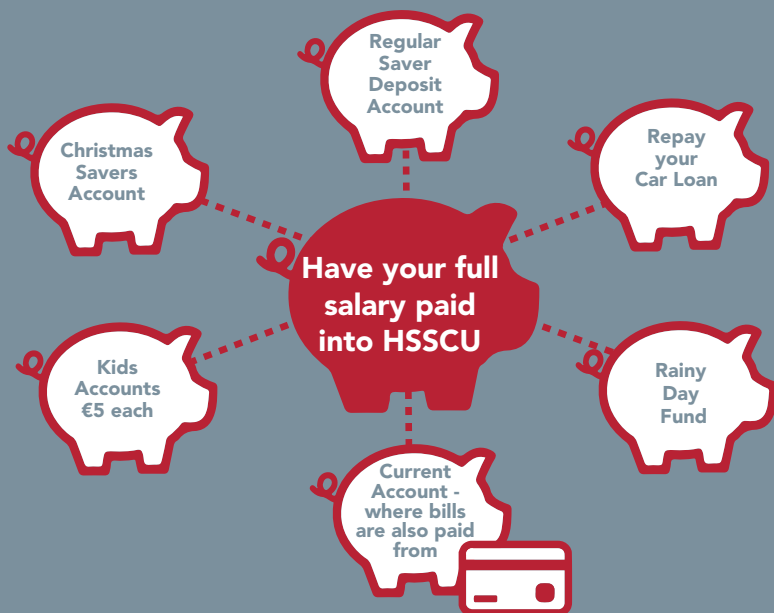 Regular
Saver
Deposit
Account
Christmas
Savers
Account
Repay
your
Car Loan
Have your full
salary paid
into HSSCU
Kids
Accounts
€5 each
Rainy
Day
Fund
Current
Account -
where bills
are also paid
from